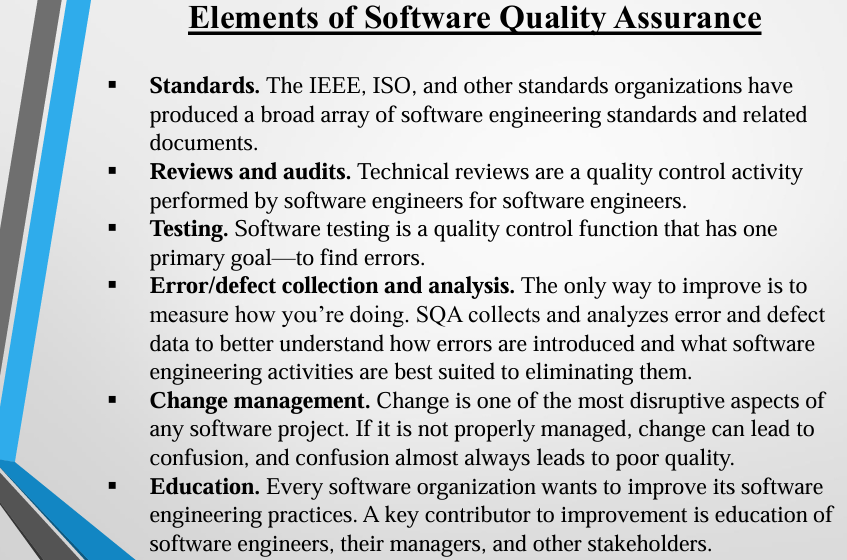 Elements of Software Quality Assurance
▪ Standards. The IEEE, ISO, and other standards organizations have
produced a broad array of software engineering standards and related
documents.
▪ Reviews and audits. Technical reviews are a quality control activity
performed by software engineers for software engineers.
▪ Testing. Software testing is a quality control function that has one
primary goal—to find errors.
▪ Error/defect collection and analysis. The only way to improve is to
measure how you’re doing. SQA collects and analyzes error and defect
data to better understand how errors are introduced and what software
engineering activities are best suited to eliminating them.
▪ Change management. Change is one of the most disruptive aspects of
any software project. If it is not properly managed, change can lead to
confusion, and confusion almost always leads to poor quality.
▪ Education. Every software organization wants to improve its software
engineering practices. A key contributor to improvement is education of
software engineers, their managers, and other stakeholders.